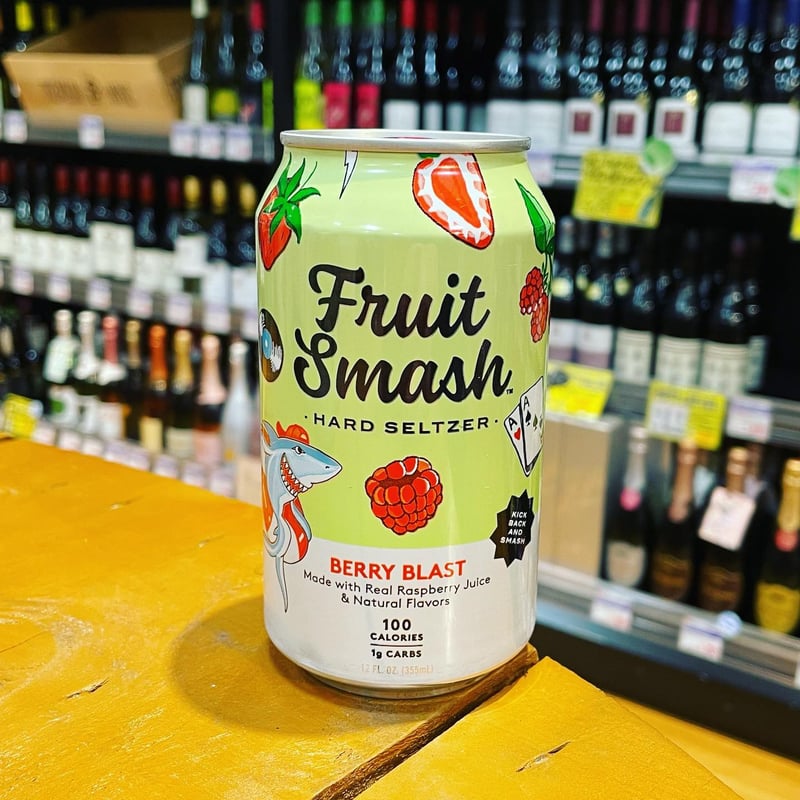 Fruit
Smash™
· HARD SELTZER ·
A
A
KICK
BACK
AND
SMASH
BERRY BLAST
Made with Real Raspberry Juice
& Natural Flavors
100
CALORIES
1g CARBS
12 FL. OZ. (355mL)